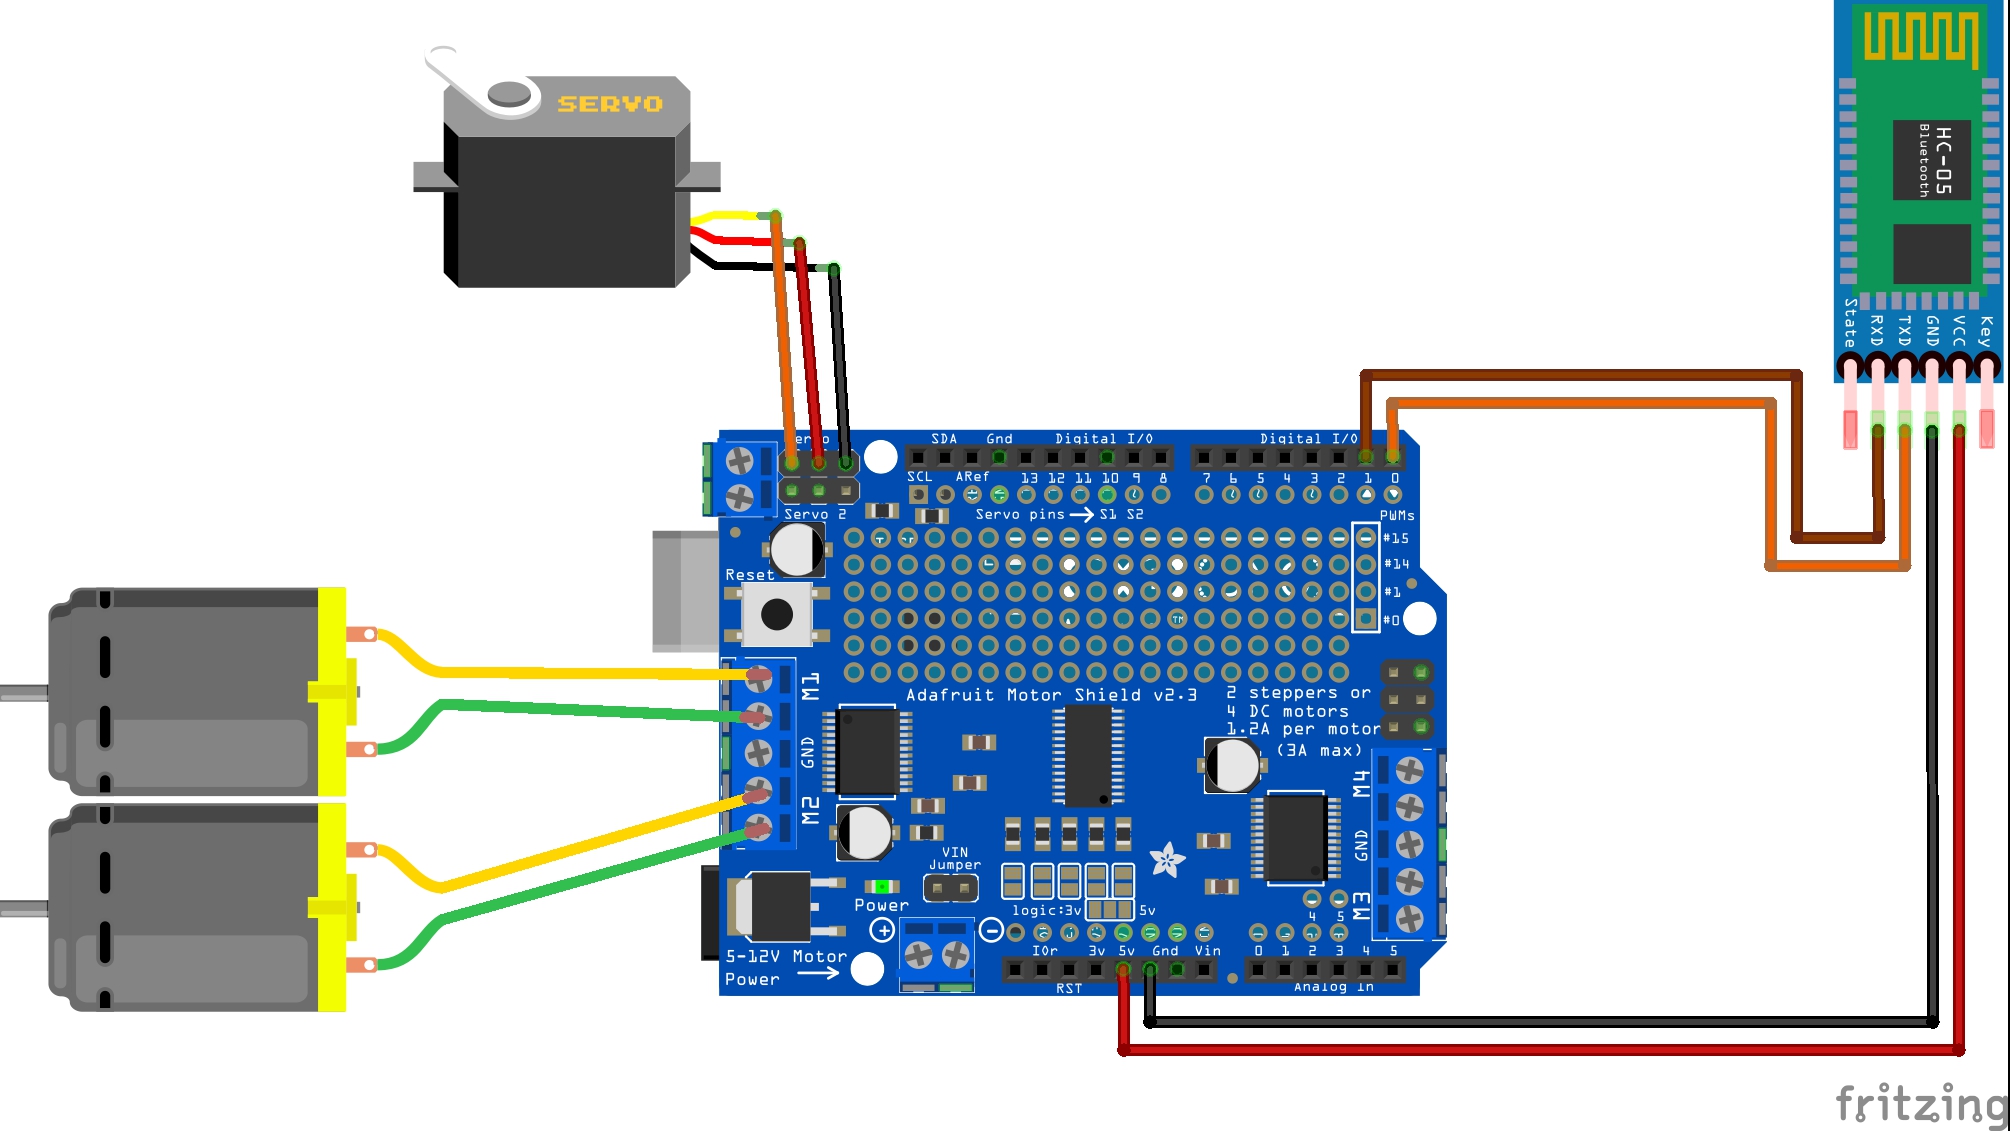 SERVO
HC-05
Bluetooth
State
RXD
TXD
GND
VCC
Key
SDA
Gnd
Digital I/O
Digital I/O
SCL
ARef
13
12
11
10
9
8
7
6
5
4
3
2
1
0
Servo 2
Servo pins
S1
S2
PWMs
#15
#14
#1
#0
Reset
M1
GND
M2
Adafruit Motor Shield v2.3
2 steppers or
4 DC motors
1.2A per motor
(3A max)
M4
GND
M3
VIN
Jumper
Power
logic:3v
5v
4
5
+
-
5-12V Motor
Power
IOr
3v
5v
Gnd
Vin
0
1
2
3
4
5
RST
Analog In
fritzing